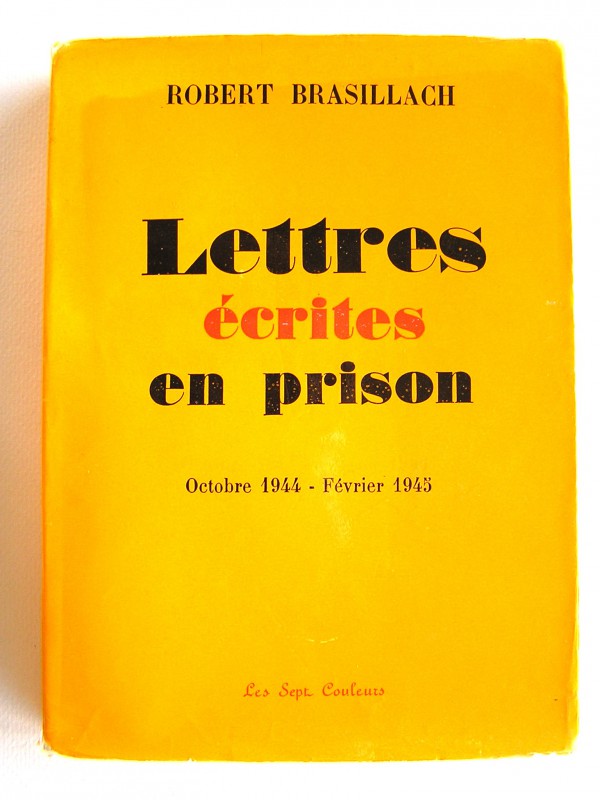 ROBERT BRASILLACH
Lettres
écrites
en prison
Octobre 1944 - Février 1945
Les Sept Couleurs